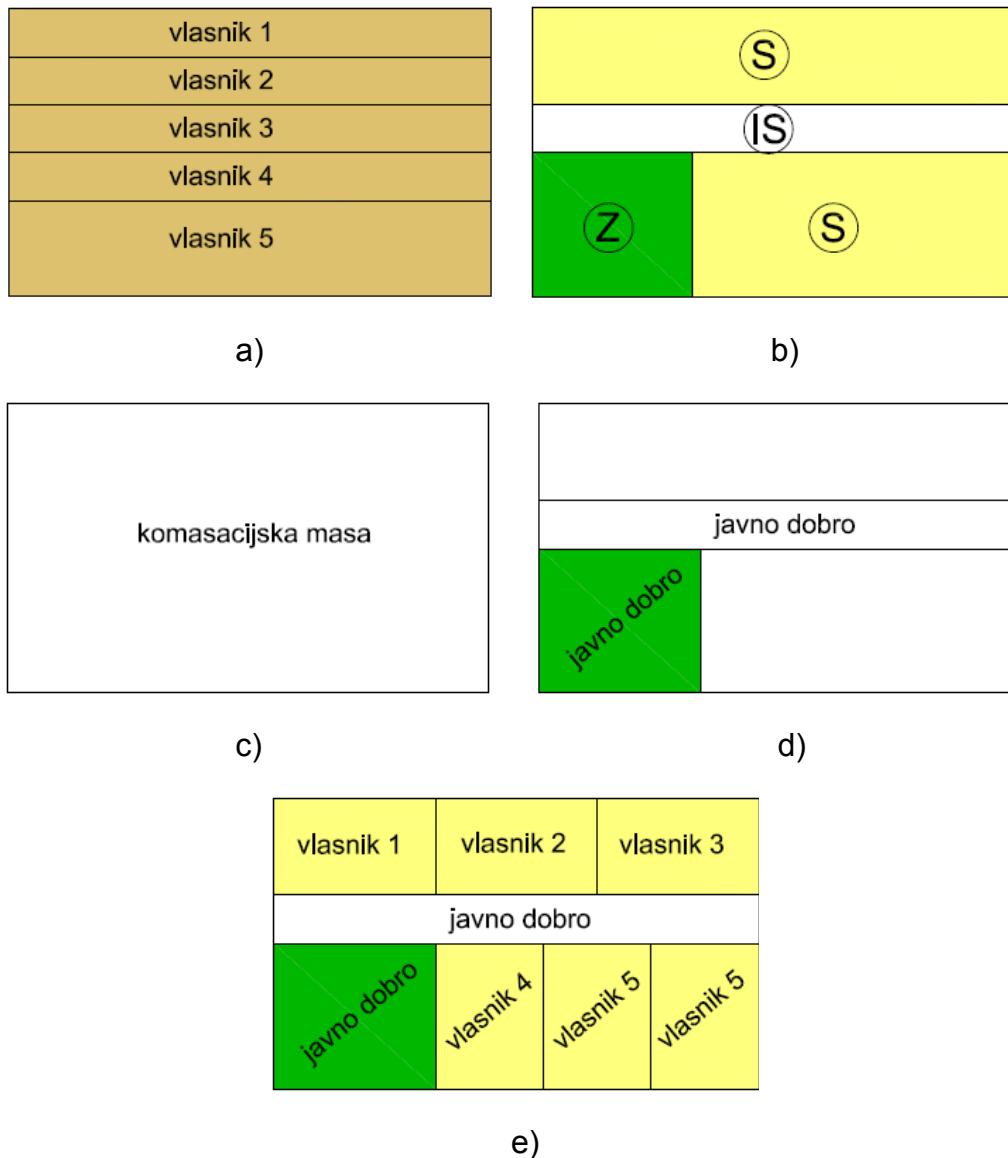 vlasnik 1
vlasnik 2
vlasnik 3
vlasnik 4
vlasnik 5
a)
S
IS
Z
S
b)
komasacijska masa
c)
javno dobro
javno dobro
d)
vlasnik 1
vlasnik 2
vlasnik 3
javno dobro
javno dobro
vlasnik 4
vlasnik 5
vlasnik 5
e)